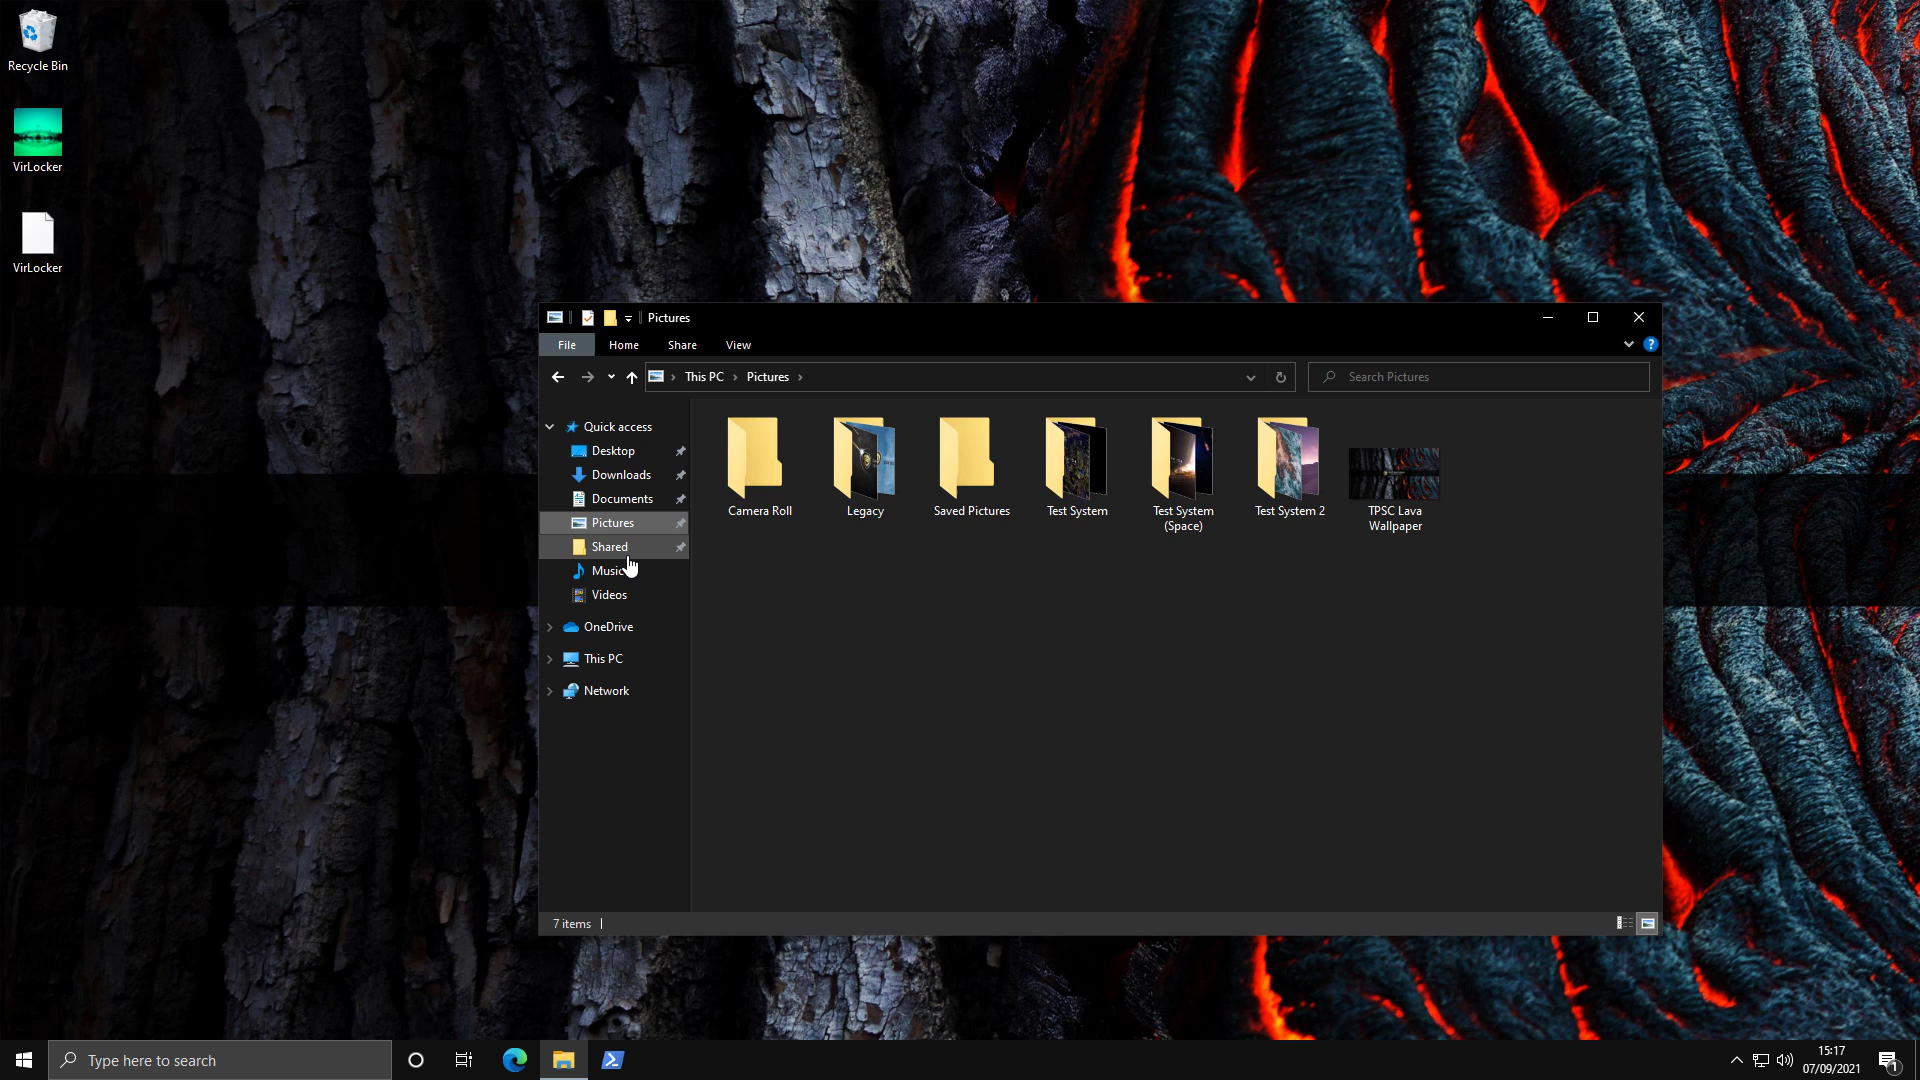 Recycle Bin
VirLocker
VirLocker
Pictures
File Home Share View
This PC Pictures
Search Pictures
Quick access
Desktop
Downloads
Documents
Pictures
Shared
Music
Videos
OneDrive
This PC
Network
Camera Roll
Legacy
Saved Pictures
Test System
Test System
(Space)
Test System 2
TPSC Lava
Wallpaper
7 items
Type here to search
15:17
07/09/2021
1